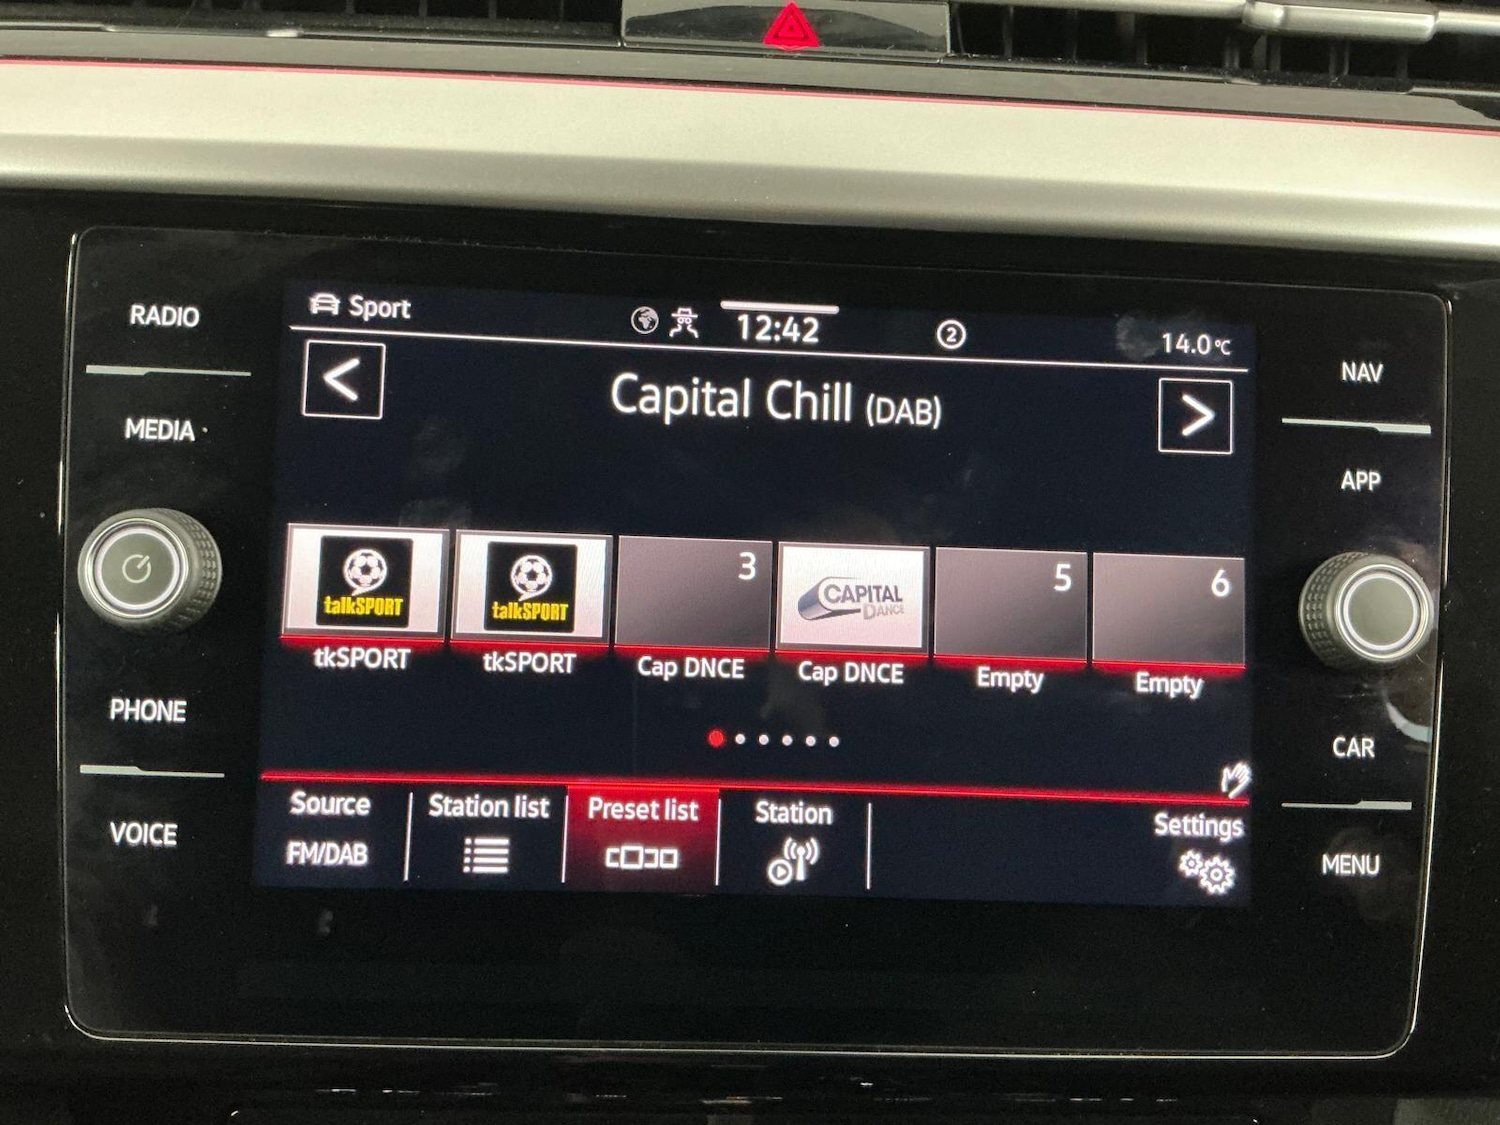 RADIO
MEDIA
PHONE
VOICE
Sport
12:42
2
14.0°C
<
Capital Chill (DAB)
>
talkSPORT
talkSPORT
3
CAPITAL
DANCE
5
6
tkSPORT
tkSPORT
Cap DNCE
Cap DNCE
Empty
Empty
Source
FM/DAB
Station list
Preset list
Station
Settings
NAV
APP
CAR
MENU